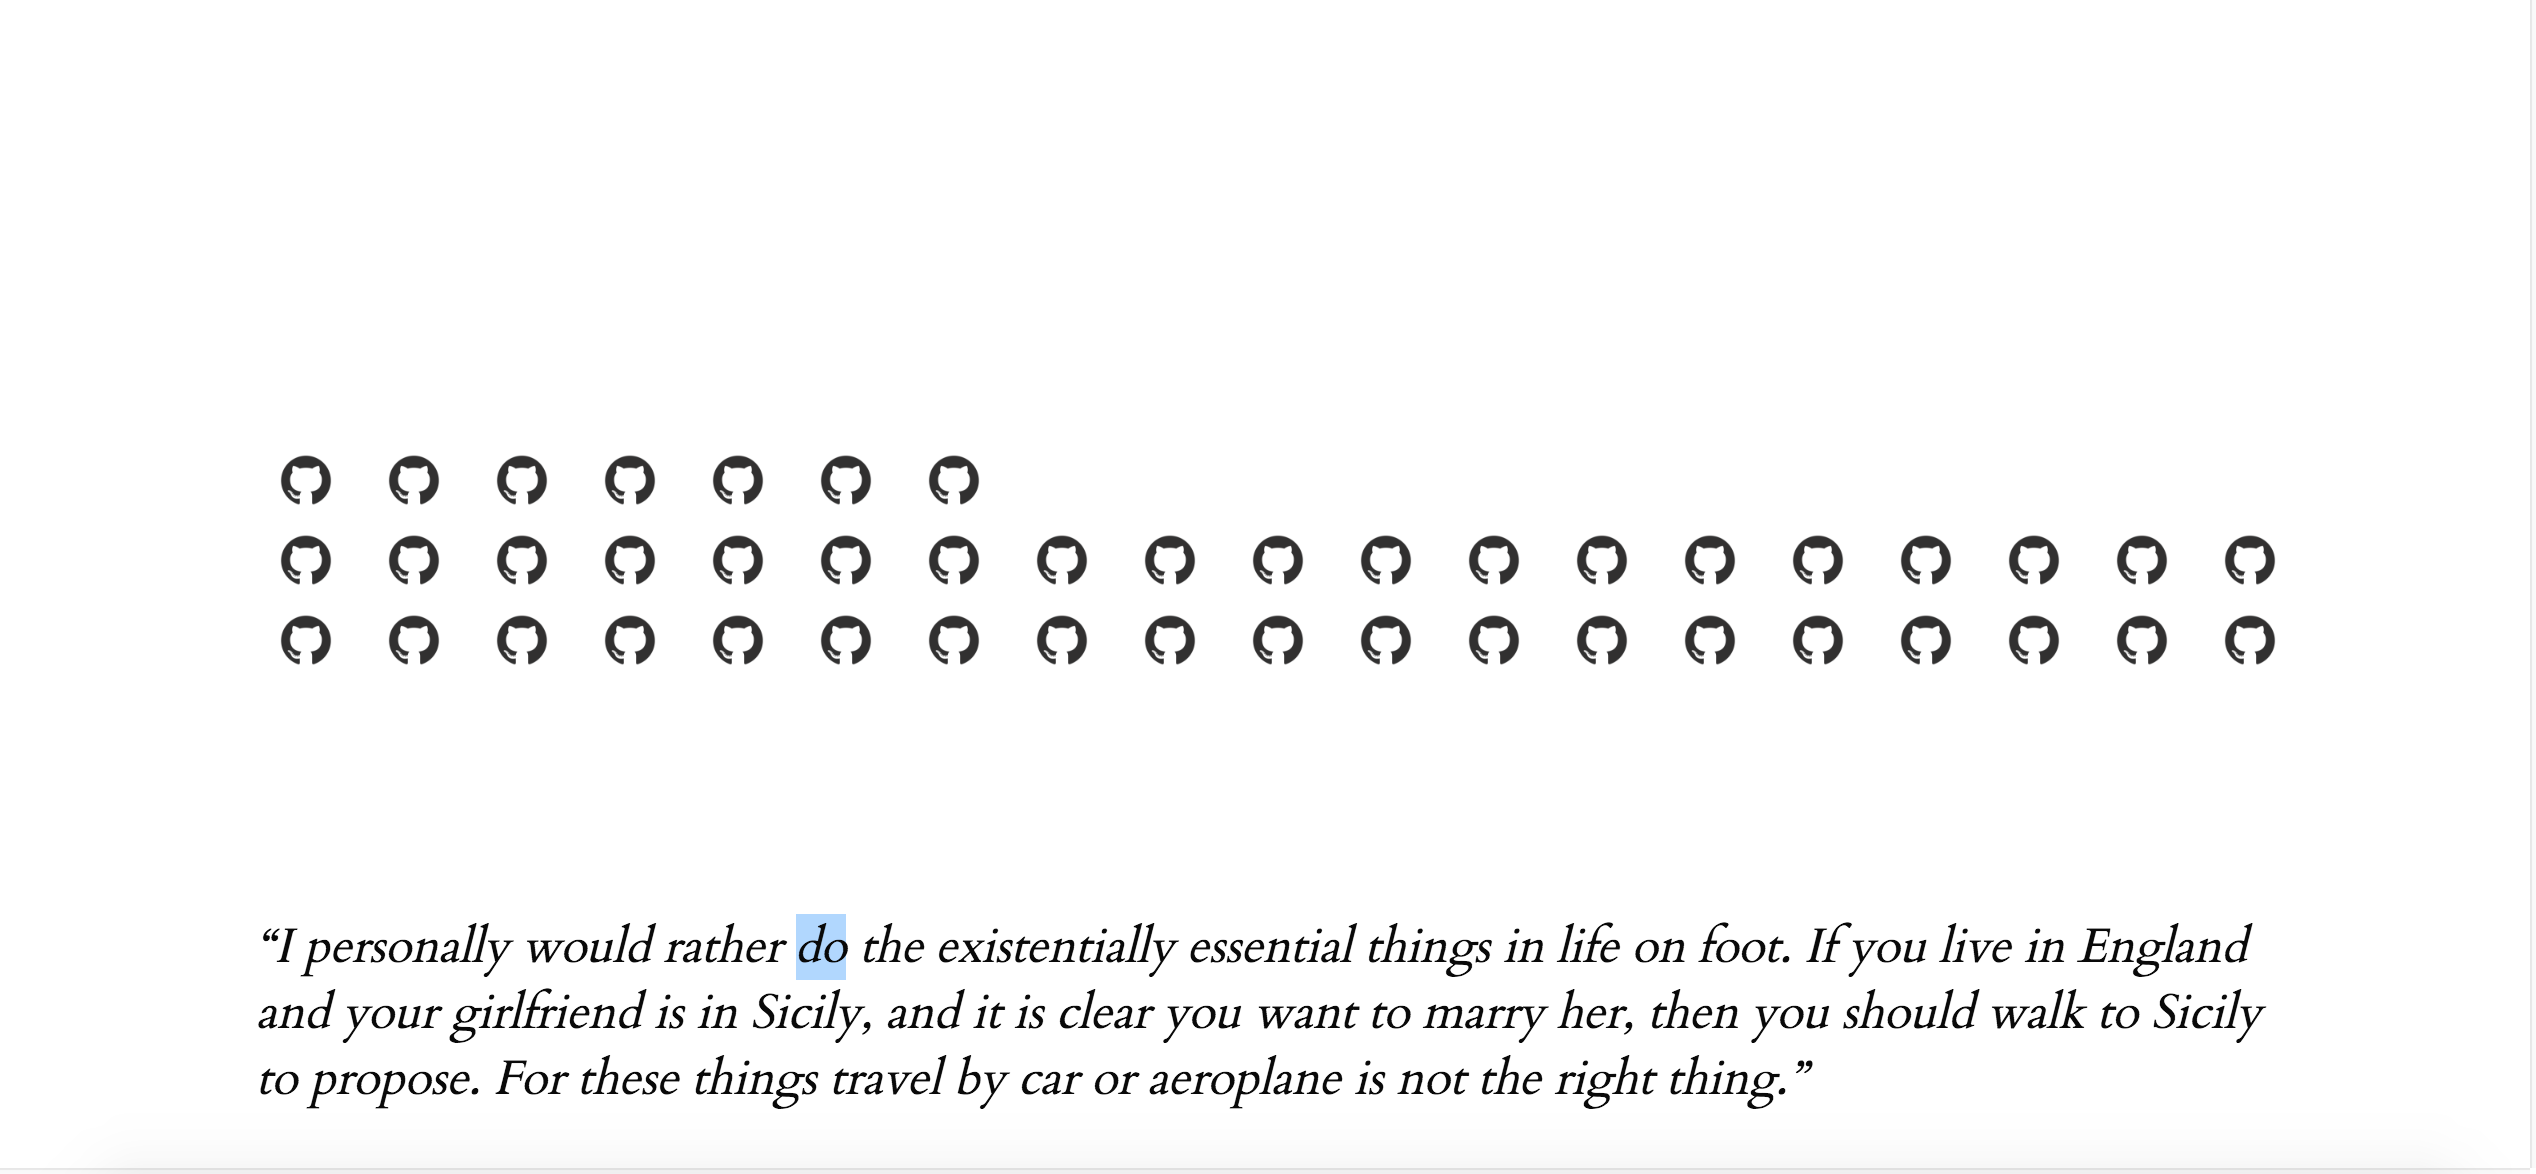 “I personally would rather do the existentially essential things in life on foot. If you live in England
and your girlfriend is in Sicily, and it is clear you want to marry her, then you should walk to Sicily
to propose. For these things travel by car or aeroplane is not the right thing.”